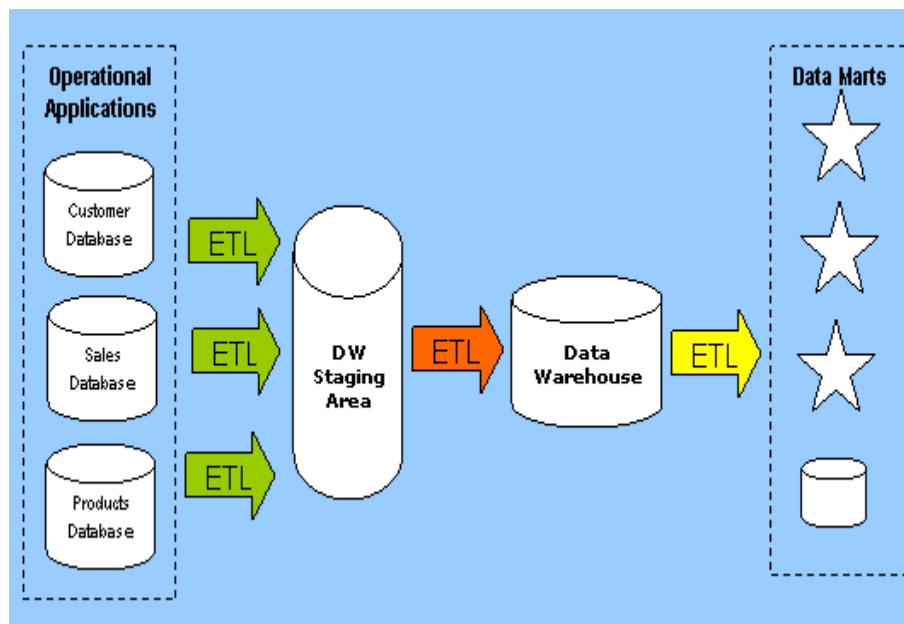 Operational
Applications
Customer
Database
Sales
Database
Products
Database
ETL
ETL
ETL
DW
Staging
Area
ETL
Data
Warehouse
ETL
Data Marts